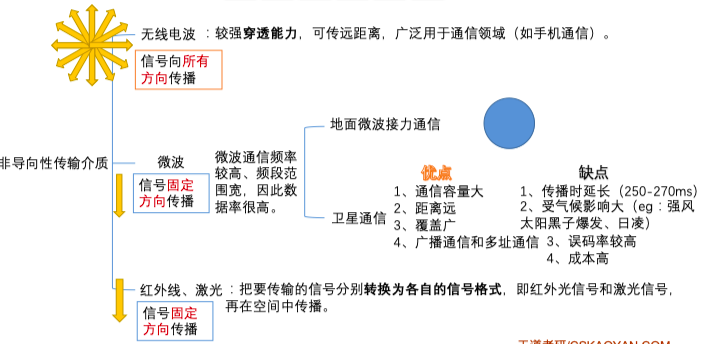 无线电波：较强穿透能力，可传远距离，广泛用于通信领域（如手机通信）。
信号向所有
方向传播
非导向性传输介质
微波
信号固定
方向传播
微波通信频率
较高、频段范
围宽，因此数
据率很高。
地面微波接力通信
卫星通信
优点
1、通信容量大
2、距离远
3、覆盖广
4、广播通信和多址通信
缺点
1、传播时延长（250-270ms）
2、受气候影响大（eg：强风
太阳黑子爆发、日凌）
3、误码率较高
4、成本高
红外线、激光：把要传输的信号分别转换为各自的信号格式，即红外光信号和激光信号，
再在空间中传播。
信号固定
方向传播